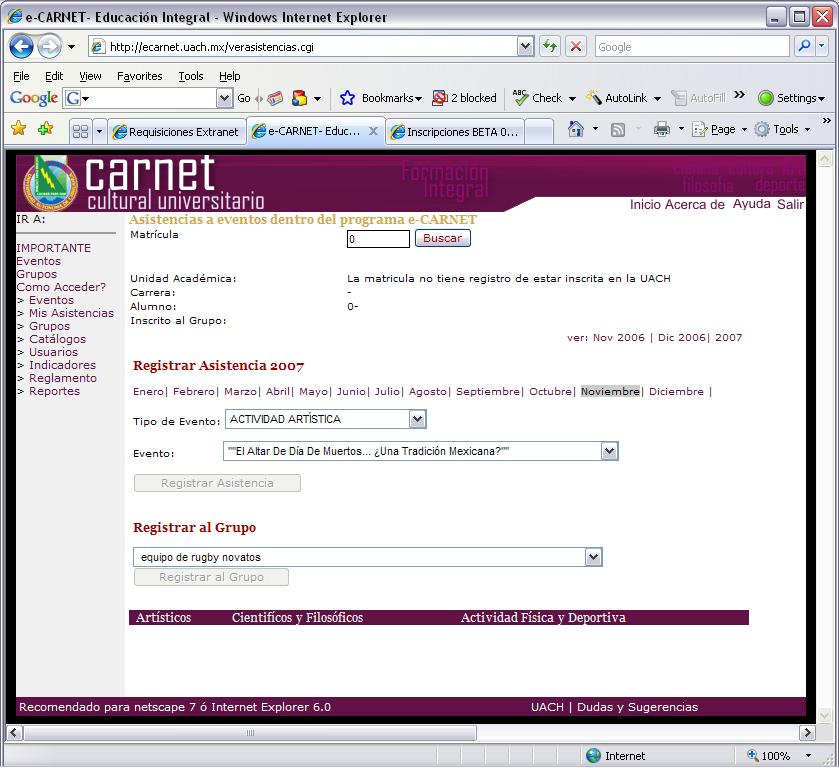 e-CARNET- Educación Integral - Windows Internet Explorer
http://ecarnet.uach.mx/verasistencias.cgi
Google
File Edit View Favorites Tools Help
Google G Go Bookmarks 2 blocked ABC Check AutoLink AutoFill » Settings
Requisiciones Extranet e-CARNET- Educ... Inscripciones BETA 0... Page Tools »
carnet
cultural universitario
Formación
Integral
filosofía deporte
Inicio Acerca de Ayuda Salir
IR A:
IMPORTANTE
Eventos
Grupos
Como Acceder?
> Eventos
> Mis Asistencias
> Grupos
> Catálogos
> Usuarios
> Indicadores
> Reglamento
> Reportes
Asistencias a eventos dentro del programa e-CARNET
Matrícula 0 Buscar
Unidad Académica: La matricula no tiene registro de estar inscrita en la UACH
Carrera: -
Alumno: 0-
Inscrito al Grupo:
ver: Nov 2006 | Dic 2006| 2007
Registrar Asistencia 2007
Enero| Febrero| Marzo| Abril| Mayo| Junio| Julio| Agosto| Septiembre| Octubre| Noviembre| Diciembre |
Tipo de Evento: ACTIVIDAD ARTÍSTICA
Evento: ""El Altar De Día De Muertos... ¿Una Tradición Mexicana?""
Registrar Asistencia
Registrar al Grupo
equipo de rugby novatos
Registrar al Grupo
Artísticos Científícos y Filosóficos Actividad Física y Deportiva
Recomendado para netscape 7 ó Internet Explorer 6.0 UACH | Dudas y Sugerencias
Internet 100%